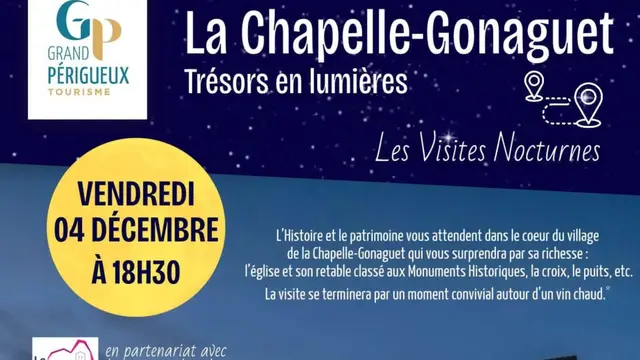 GP
GRAND
PÉRIGUEUX
TOURISME
La Chapelle-Gonaguet
Trésors en lumières
Les Visites Nocturnes
VENDREDI
04 DÉCEMBRE
À 18H30
L'Histoire et le patrimoine vous attendent dans le coeur du village
de la Chapelle-Gonaguet qui vous surprendra par sa richesse :
l'église et son retable classé aux Monuments Historiques, la croix, le puits, etc.
La visite se terminera par un moment convivial autour d'un vin chaud.*
en partenariat avec